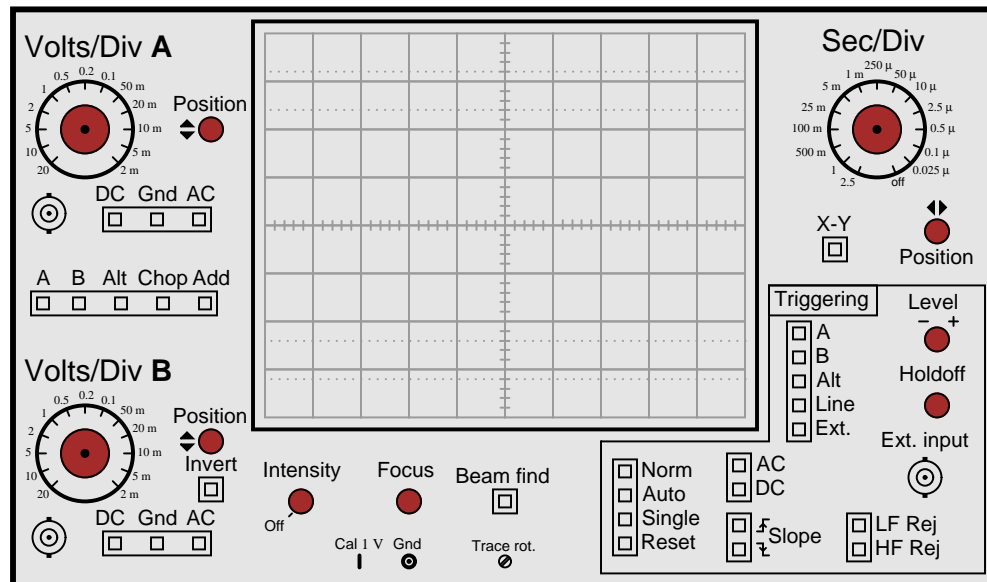 Volts/Div A
0.5 0.2 0.1
1 50 m
2 20 m
5 10 m
10 5 m
20 2 m
Position
DC Gnd AC
A B Alt Chop Add
Volts/Div B
0.5 0.2 0.1
1 50 m
2 20 m
5 10 m
10 5 m
20 2 m
Position
Invert
DC Gnd AC
Intensity
Off
Focus
Beam find
Cal 1 V Gnd
Trace rot.
Sec/Div
250 µ
1 m 50 µ
5 m 10 µ
25 m 2.5 µ
100 m 0.5 µ
500 m 0.1 µ
1 0.025 µ
2.5 off
X-Y
Position
Triggering
A
B
Alt
Line
Ext.
Level
− +
Holdoff
Ext. input
Norm
Auto
Single
Reset
AC
DC
Slope
LF Rej
HF Rej